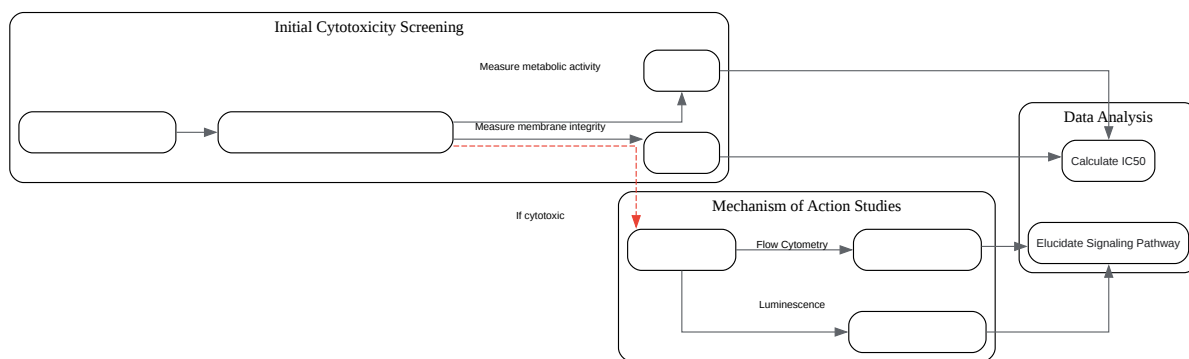 Initial Cytotoxicity Screening
Measure metabolic activity
Measure membrane integrity
Data Analysis
Calculate IC50
If cytotoxic
Mechanism of Action Studies
Flow Cytometry
Elucidate Signaling Pathway
Luminescence